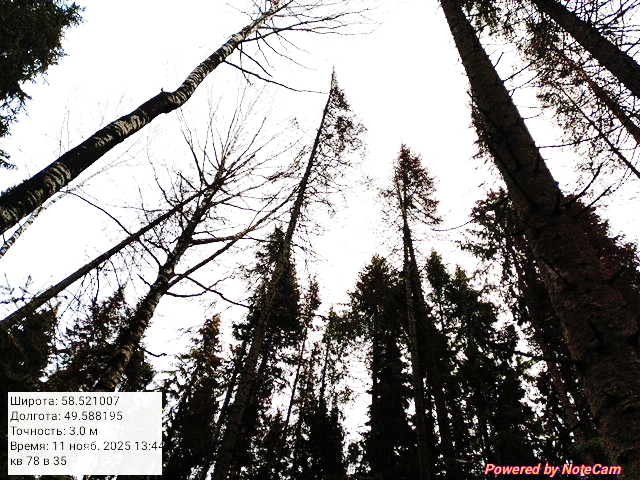 Широта: 58.521007
Долгота: 49.588195
Точность: 3.0 м
Время: 11 нояб. 2025 13:44
кв 78 в 35
Powered by NoteCam